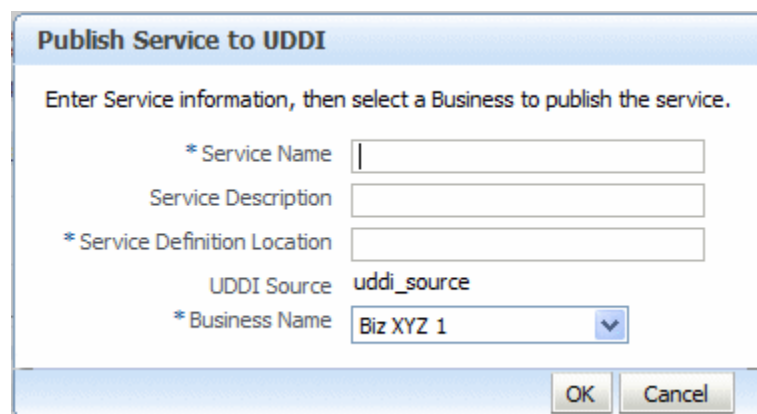 Publish Service to UDDI
Enter Service information, then select a Business to publish the service.
* Service Name
Service Description
* Service Definition Location
UDDI Source uddi_source
* Business Name Biz XYZ 1
OK Cancel